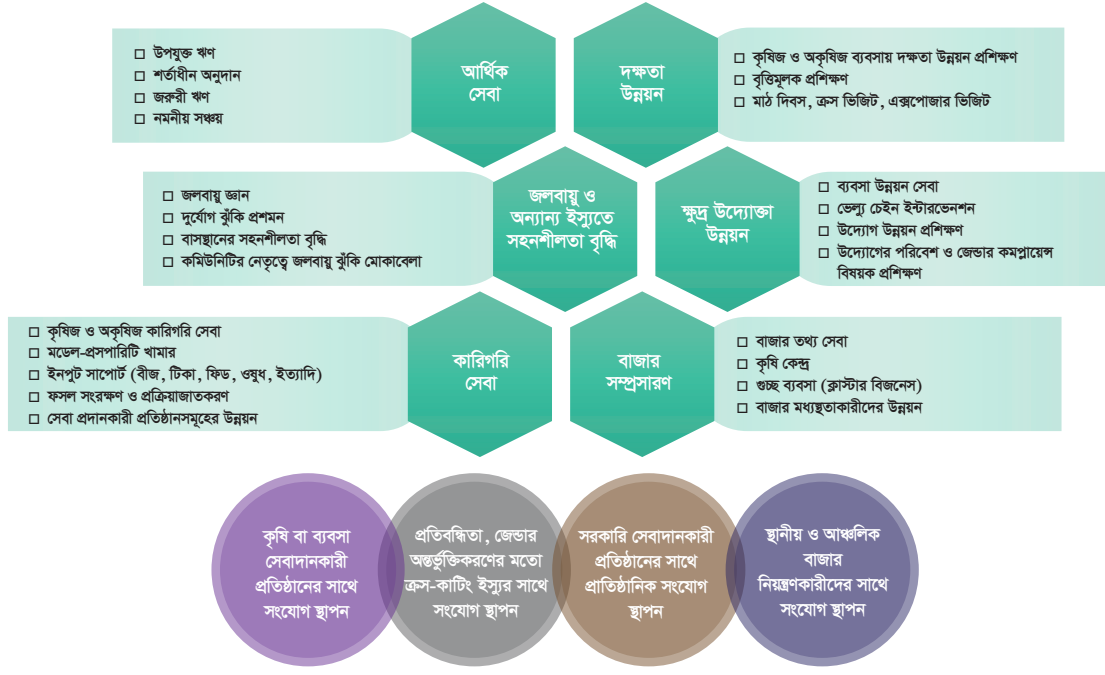 □ উপযুক্ত ঋণ
□ শর্তাধীন অনুদান
□ জরুরী ঋণ
□ নমনীয় সঞ্চয়
আর্থিক
সেবা
দক্ষতা
উন্নয়ন
□ কৃষিজ ও অকৃষিজ ব্যবসায় দক্ষতা উন্নয়ন প্রশিক্ষণ
□ বৃত্তিমূলক প্রশিক্ষণ
□ মাঠ দিবস, ক্রস ভিজিট, এক্সপোজার ভিজিট
□ জলবায়ু জ্ঞান
□ দুর্যোগ ঝুঁকি প্রশমন
□ বাসস্থানের সহনশীলতা বৃদ্ধি
□ কমিউনিটির নেতৃত্বে জলবায়ু ঝুঁকি মোকাবেলা
জলবায়ু ও
অন্যান্য ইস্যুতে
সহনশীলতা বৃদ্ধি
ক্ষুদ্র উদ্যোক্তা
উন্নয়ন
□ ব্যবসা উন্নয়ন সেবা
□ ভেল্যু চেইন ইন্টারভেনশন
□ উদ্যোগ উন্নয়ন প্রশিক্ষণ
□ উদ্যোগের পরিবেশ ও জেন্ডার কমপ্লায়েন্স
বিষয়ক প্রশিক্ষণ
□ কৃষিজ ও অকৃষিজ কারিগরি সেবা
□ মডেল-প্রসপারিটি খামার
□ ইনপুট সাপোর্ট (বীজ, টিকা, ফিড, ওষুধ, ইত্যাদি)
□ ফসল সংরক্ষণ ও প্রক্রিয়াজাতকরণ
□ সেবা প্রদানকারী প্রতিষ্ঠানসমূহের উন্নয়ন
কারিগরি
সেবা
বাজার
সম্প্রসারণ
□ বাজার তথ্য সেবা
□ কৃষি কেন্দ্র
□ গুচ্ছ ব্যবসা (ক্লাস্টার বিজনেস)
□ বাজার মধ্যস্থতাকারীদের উন্নয়ন
কৃষি বা ব্যবসা
সেবাদানকারী
প্রতিষ্ঠানের সাথে
সংযোগ স্থাপন
প্রতিবন্ধিতা, জেন্ডার
অন্তর্ভুক্তিকরণের মতো
ক্রস-কাটিং ইস্যুর সাথে
সংযোগ স্থাপন
সরকারি সেবাদানকারী
প্রতিষ্ঠানের সাথে
প্রাতিষ্ঠানিক সংযোগ
স্থাপন
স্থানীয় ও আঞ্চলিক
বাজার
নিয়ন্ত্রণকারীদের সাথে
সংযোগ স্থাপন